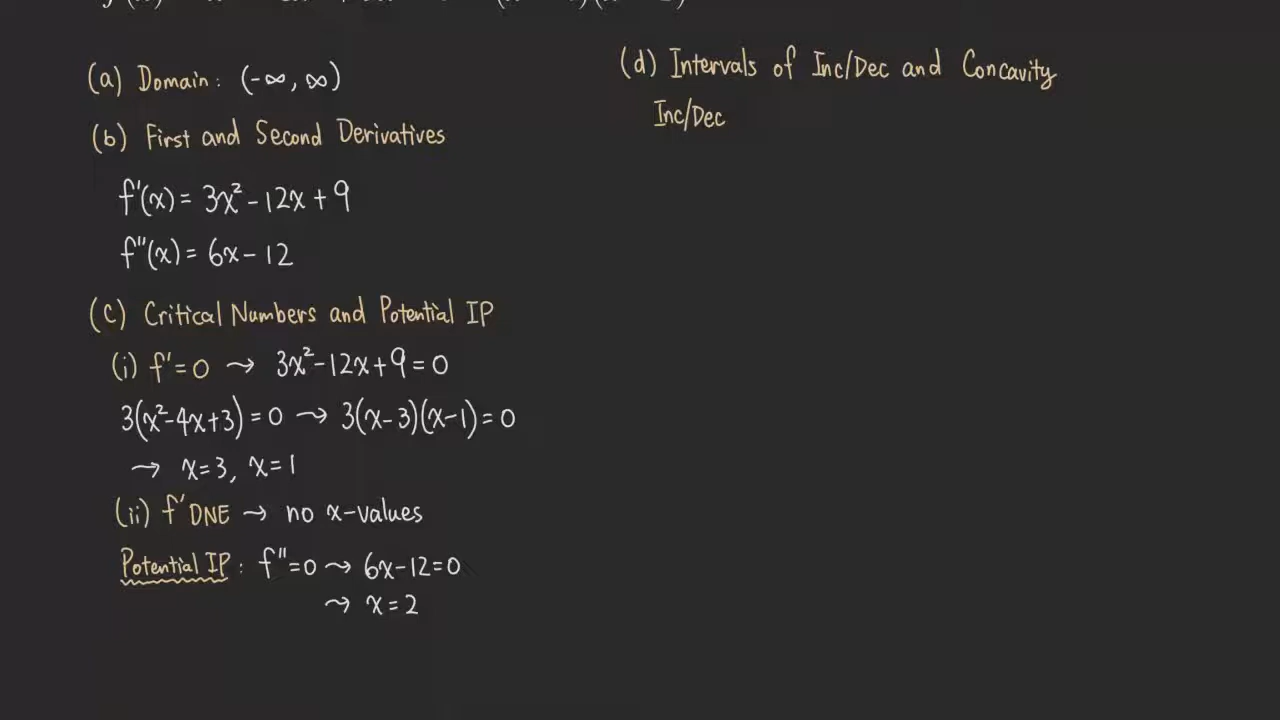 (a) Domain: (-∞, ∞)
(b) First and Second Derivatives
f'(x) = 3x² - 12x + 9
f"(x) = 6x - 12
(c) Critical Numbers and Potential IP
(i) f' = 0 → 3x² - 12x + 9 = 0
3(x² - 4x + 3) = 0 → 3(x - 3)(x - 1) = 0
→ x = 3, x = 1
(ii) f' DNE → no x-values
Potential IP: f" = 0 → 6x - 12 = 0
→ x = 2
(d) Intervals of Inc/Dec and Concavity
Inc/Dec